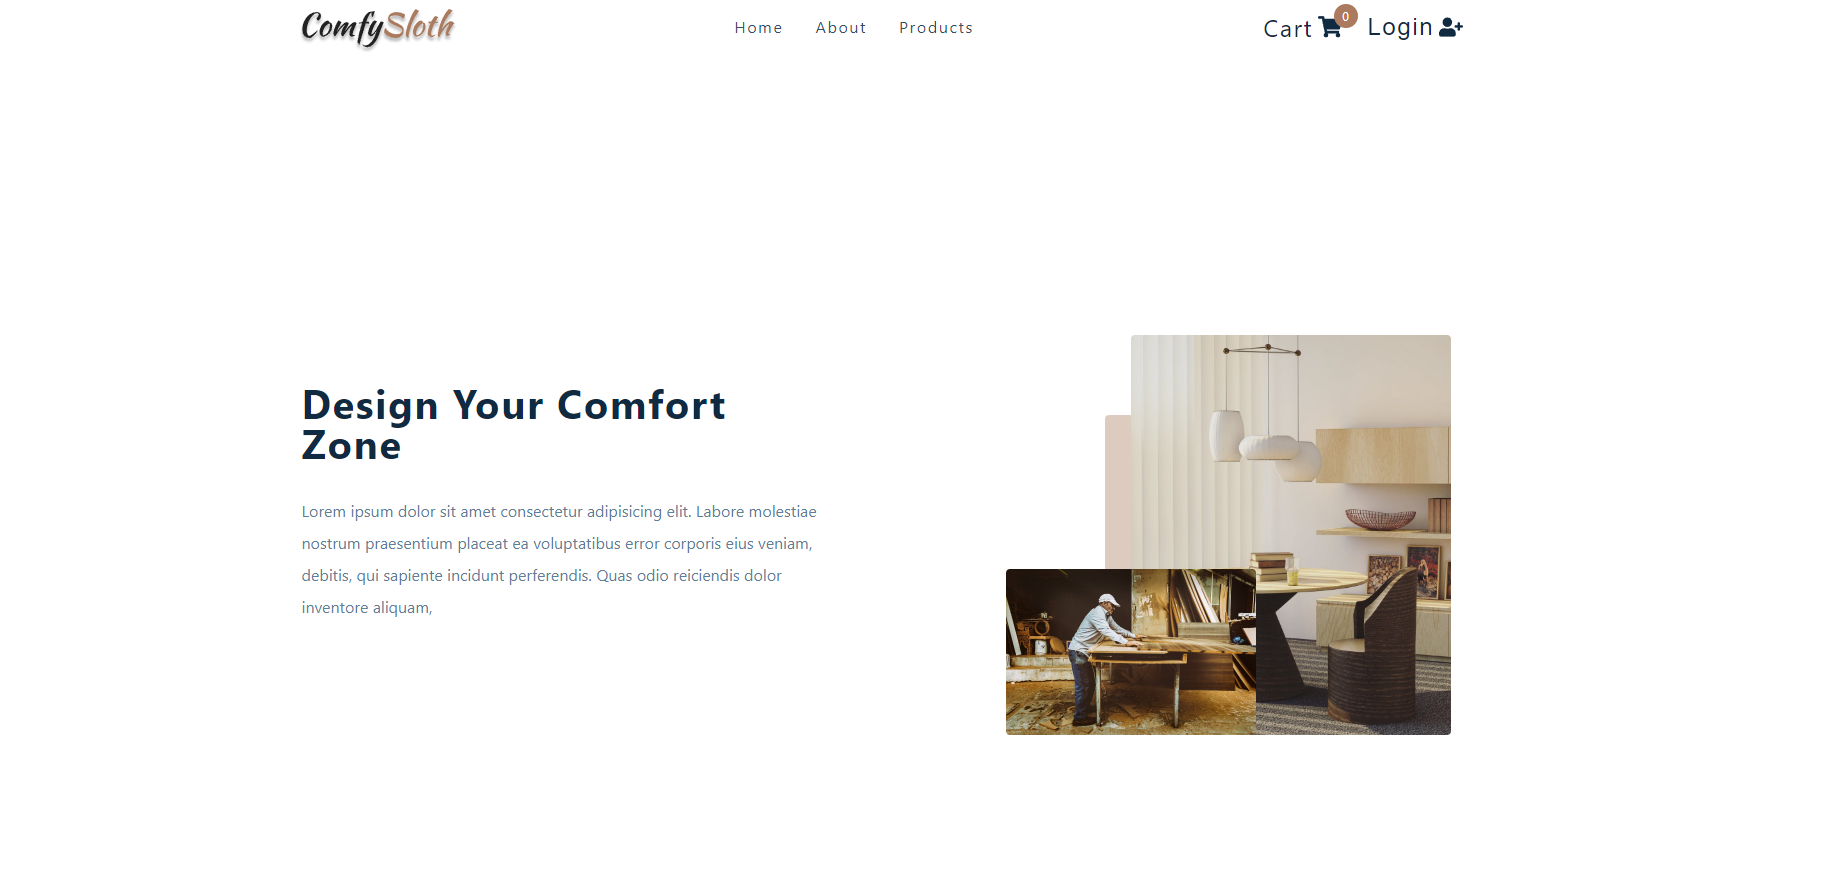 ComfySloth
Home About Products
Cart 0 Login
Design Your Comfort
Zone
Lorem ipsum dolor sit amet consectetur adipisicing elit. Labore molestiae
nostrum praesentium placeat ea voluptatibus error corporis eius veniam,
debitis, qui sapiente incidunt perferendis. Quas odio reiciendis dolor
inventore aliquam,